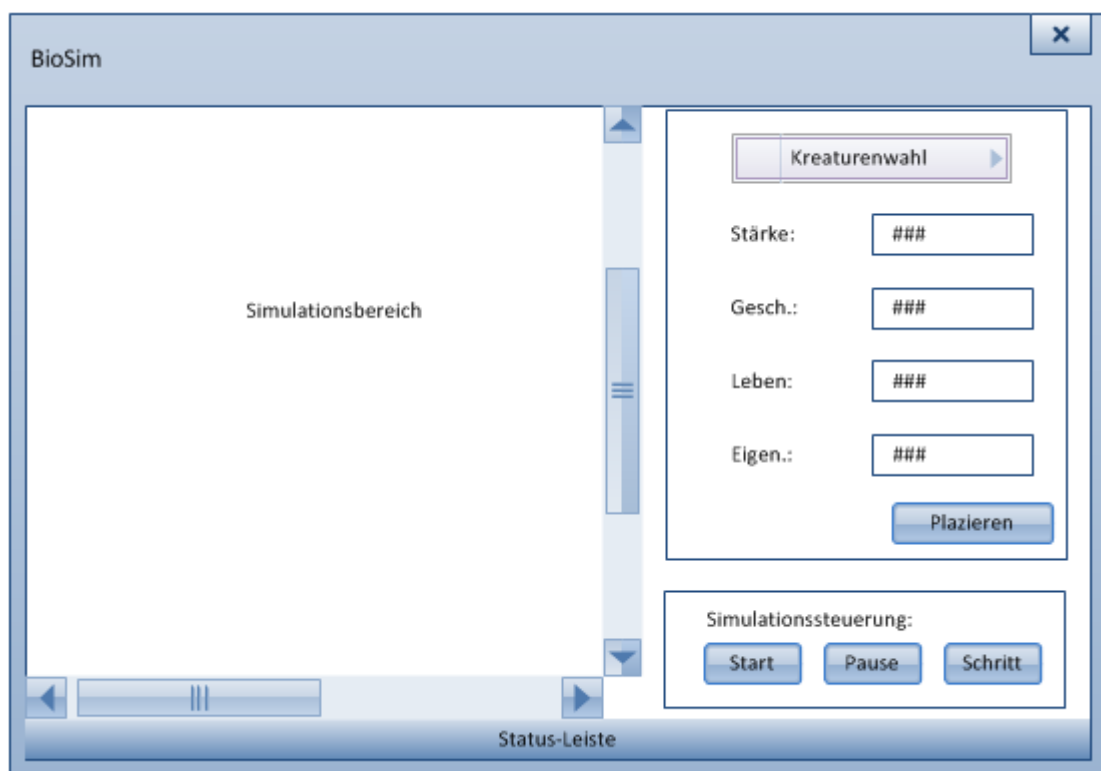 BioSim
Simulationsbereich
Kreaturenwahl
Stärke: ###
Gesch.: ###
Leben: ###
Eigen.: ###
Plazieren
Simulationssteuerung:
Start Pause Schritt
Status-Leiste